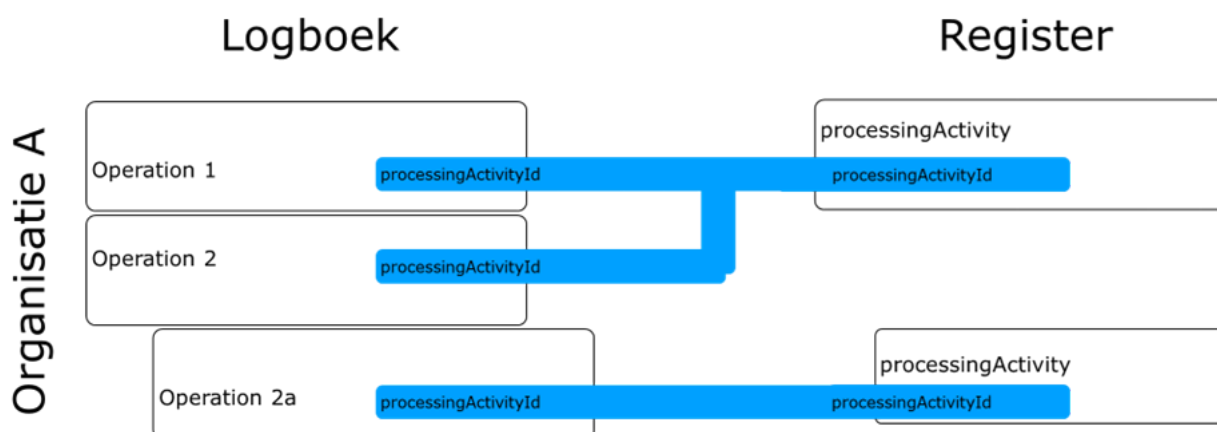 Logboek
Register
Organisatie A
processingActivity
Operation 1
processingActivityId
processingActivityId
Operation 2
processingActivityId
processingActivity
Operation 2a
processingActivityId
processingActivityId